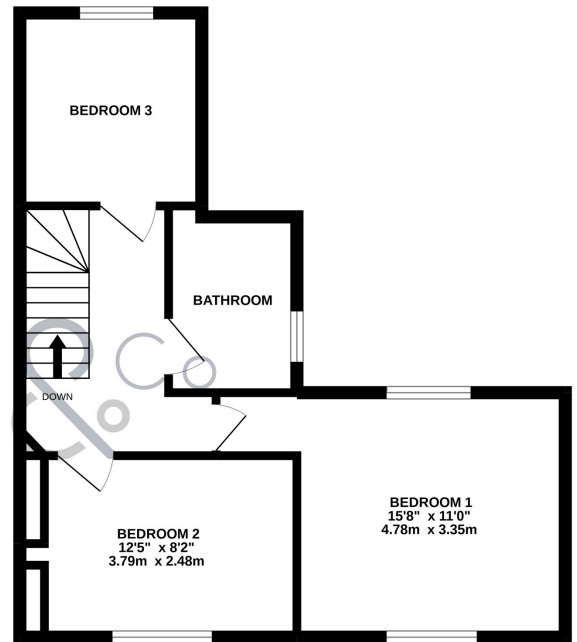 BEDROOM 3
BATHROOM
Co
DOWN
BEDROOM 1
15'8" x 11'0"
4.78m x 3.35m
BEDROOM 2
12'5" x 8'2"
3.79m x 2.48m